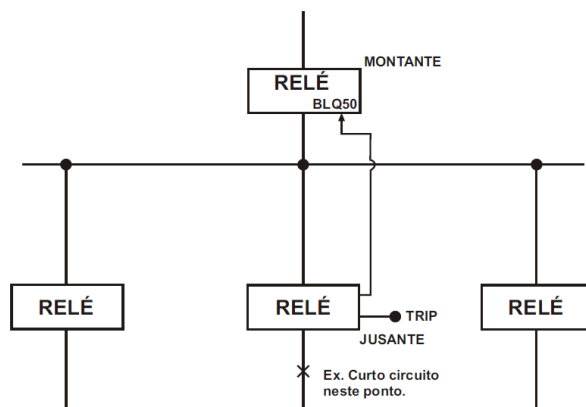 MONTANTE
RELÉ
BLQ50
RELÉ
RELÉ
RELÉ
TRIP
JUSANTE
Ex. Curto circuito
neste ponto.